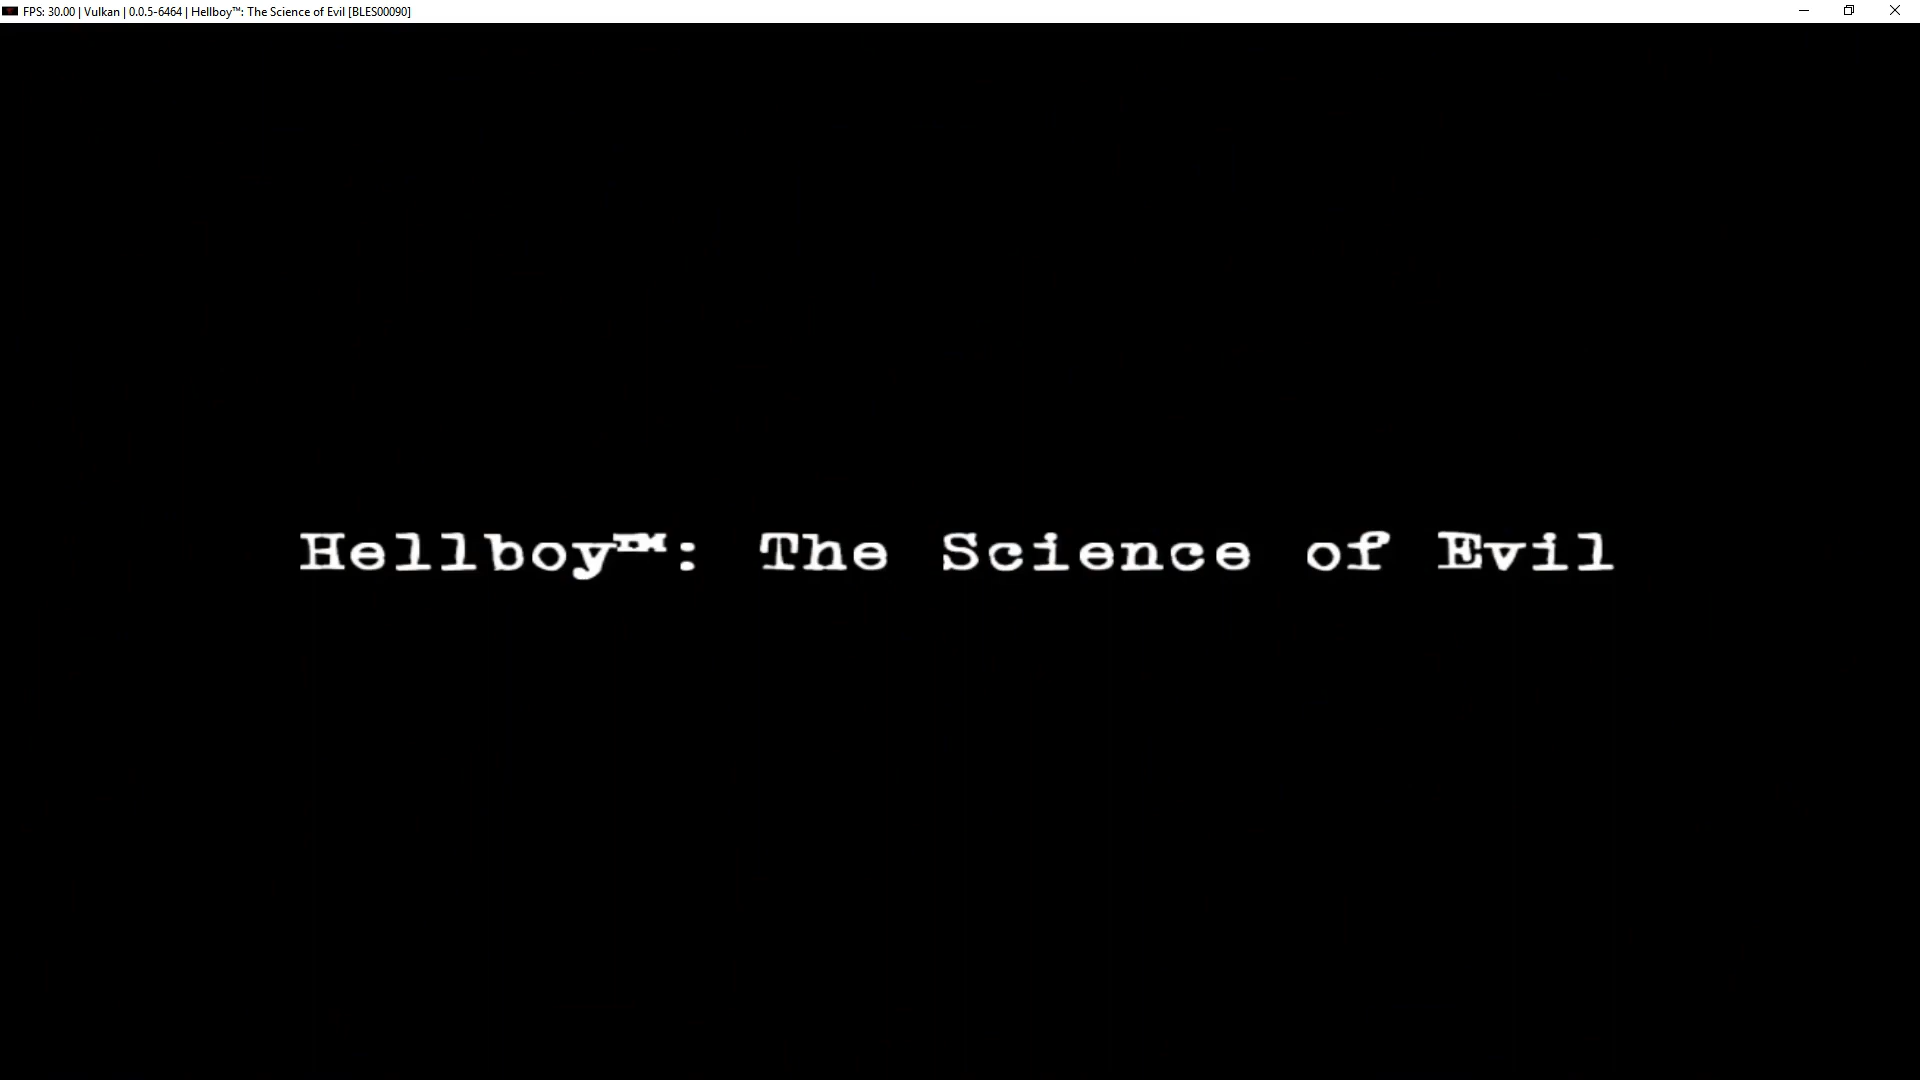 FPS: 30.00 | Vulkan | 0.0.5-6464 | Hellboy™: The Science of Evil [BLES00090]
Hellboy™: The Science of Evil